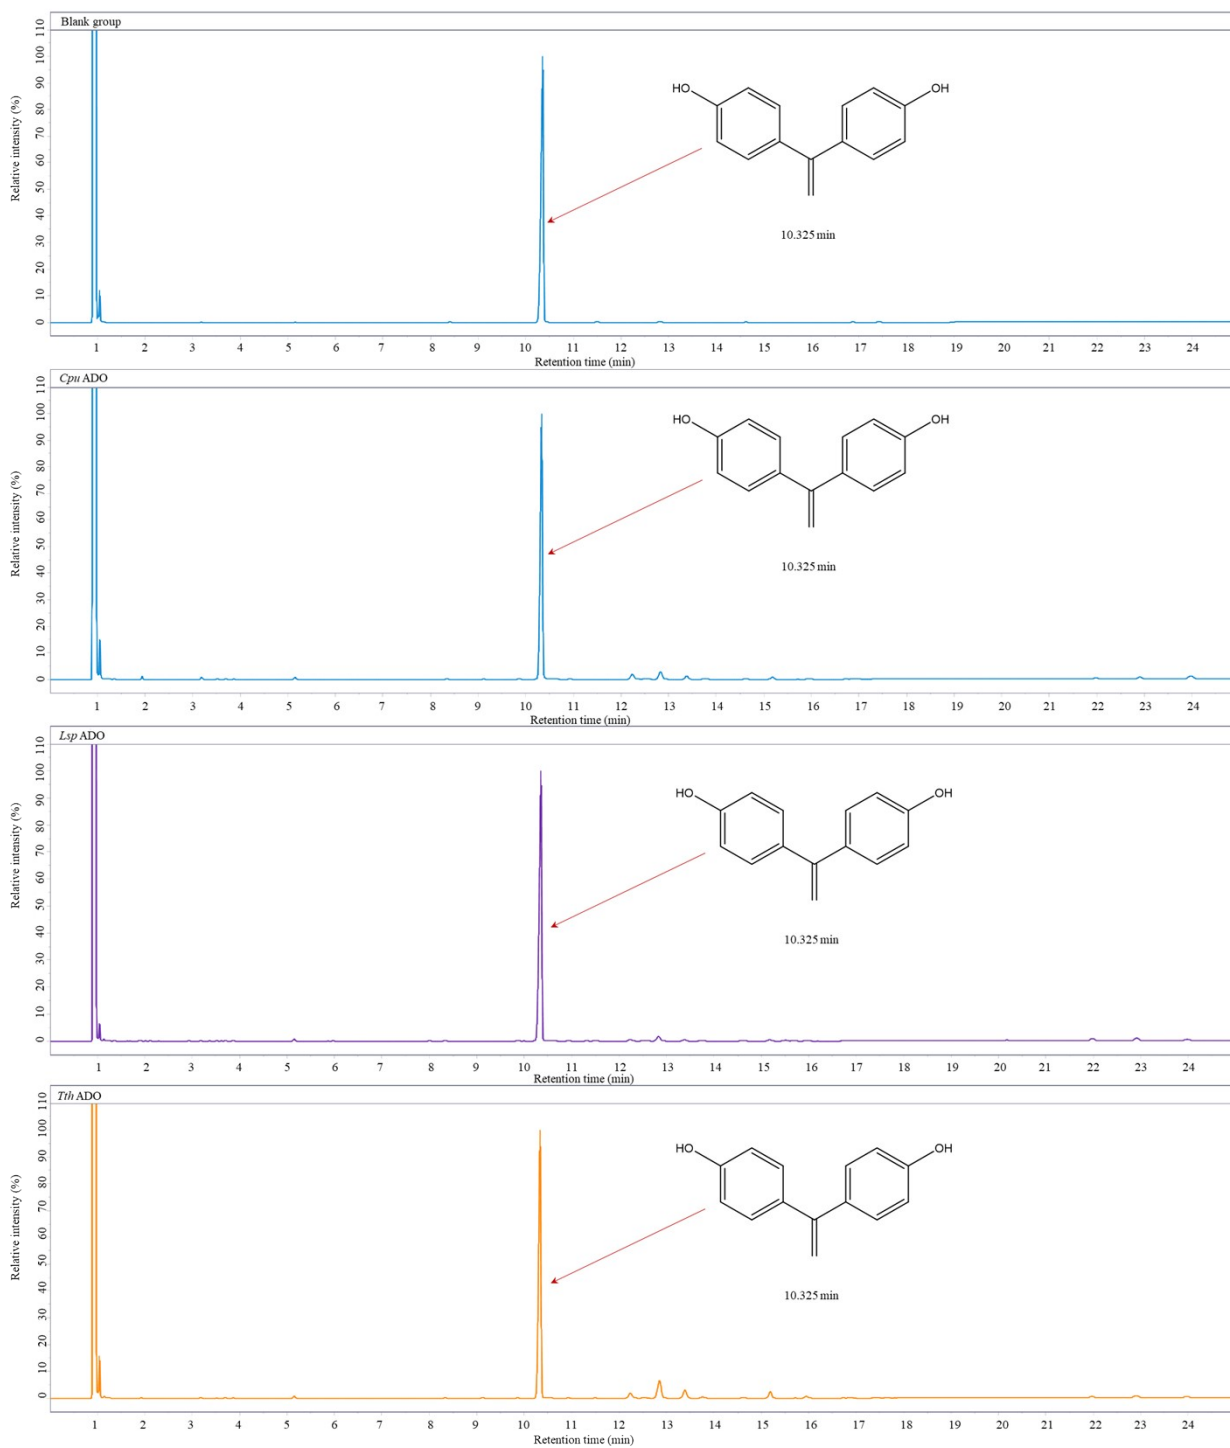 Blank group
Relative intensity (%)
110
100
90
80
70
60
50
40
30
20
10
0
HO
OH
10.325 min
1 2 3 4 5 6 7 8 9 10 11 12 13 14 15 16 17 18 19 20 21 22 23 24
Retention time (min)
Cpu ADO
Relative intensity (%)
110
100
90
80
70
60
50
40
30
20
10
0
HO
OH
10.325 min
1 2 3 4 5 6 7 8 9 10 11 12 13 14 15 16 17 18 19 20 21 22 23 24
Retention time (min)
Lsp ADO
Relative intensity (%)
110
100
90
80
70
60
50
40
30
20
10
0
HO
OH
10.325 min
1 2 3 4 5 6 7 8 9 10 11 12 13 14 15 16 17 18 19 20 21 22 23 24
Retention time (min)
Tth ADO
Relative intensity (%)
110
100
90
80
70
60
50
40
30
20
10
0
HO
OH
10.325 min
1 2 3 4 5 6 7 8 9 10 11 12 13 14 15 16 17 18 19 20 21 22 23 24
Retention time (min)